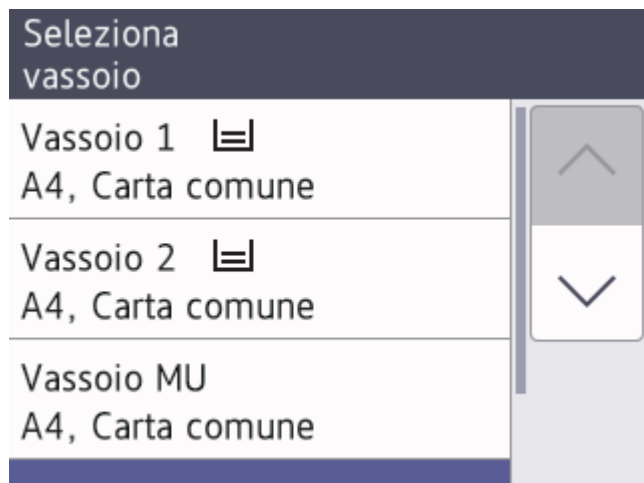 Seleziona
vassoio
Vassoio 1
A4, Carta comune
Vassoio 2
A4, Carta comune
Vassoio MU
A4, Carta comune